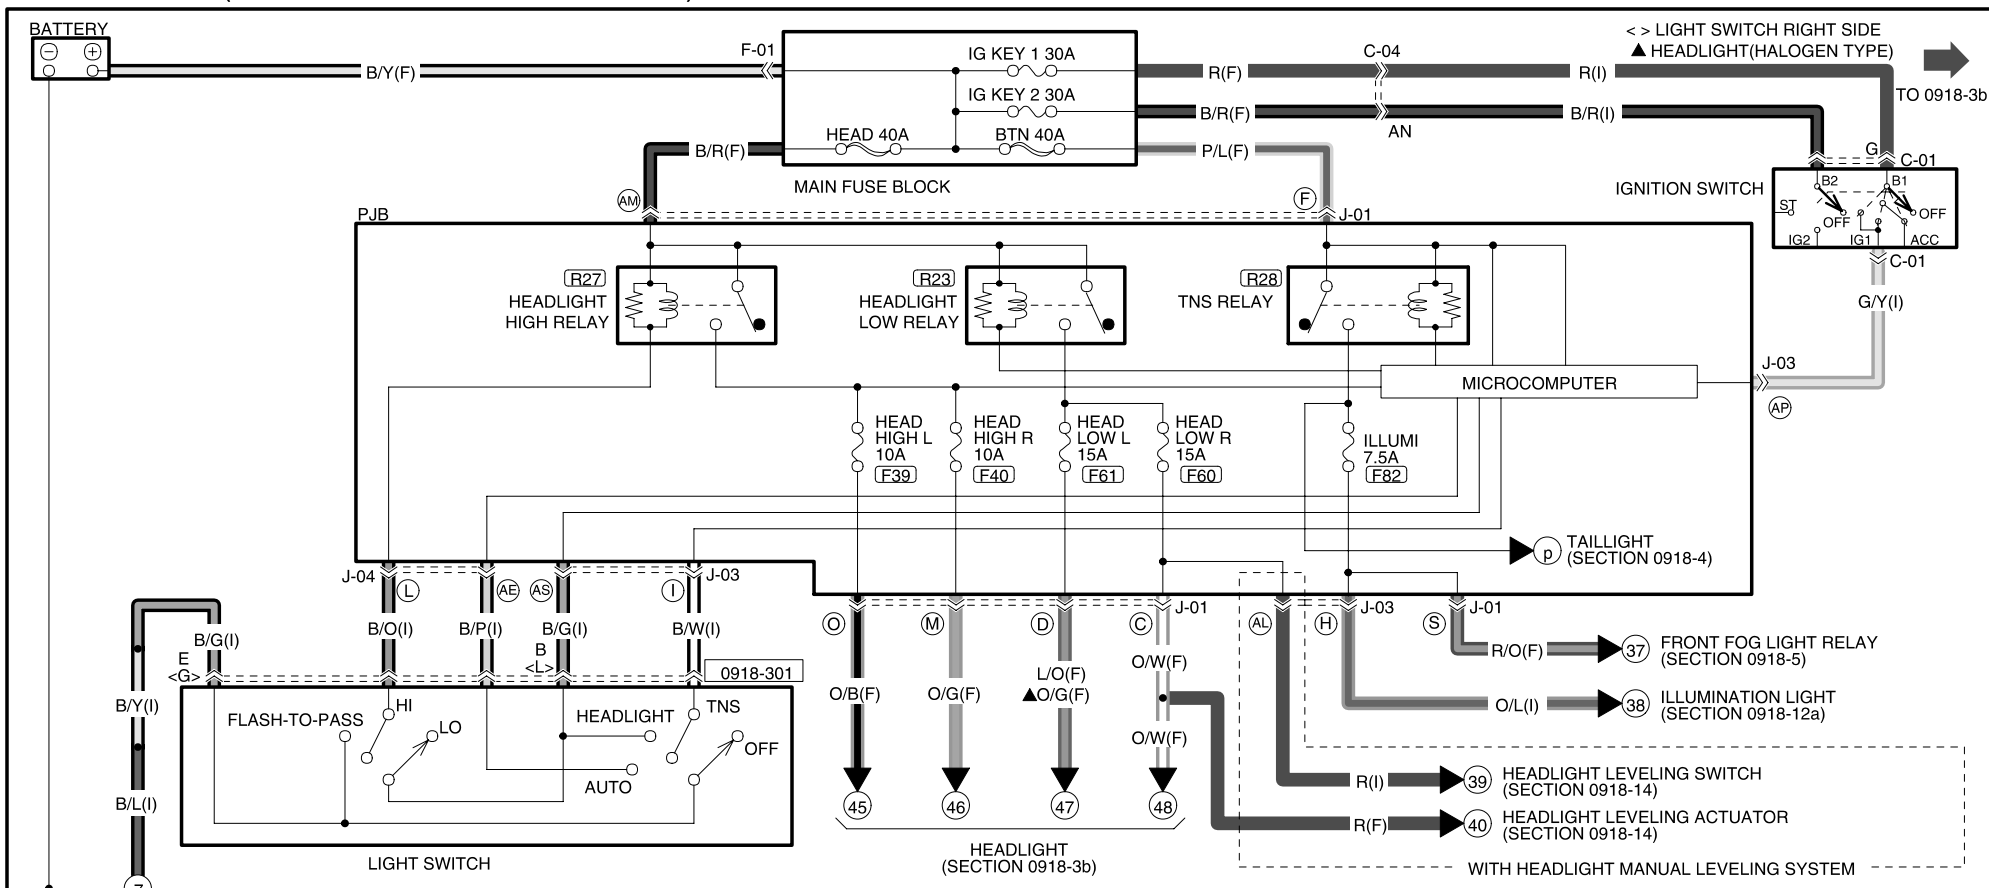 BATTERY
F-01
IG KEY 1 30A
C-04
< > LIGHT SWITCH RIGHT SIDE
▲ HEADLIGHT(HALOGEN TYPE)
B/Y(F)
R(F)
R(I)
TO 0918-3b
IG KEY 2 30A
B/R(F)
B/R(I)
AN
HEAD 40A
BTN 40A
B/R(F)
P/L(F)
G
C-01
MAIN FUSE BLOCK
IGNITION SWITCH
B2
B1
ST
OFF
OFF
IG2
IG1
ACC
C-01
G/Y(I)
AM
F
J-01
PJB
R27
HEADLIGHT
HIGH RELAY
R23
HEADLIGHT
LOW RELAY
R28
TNS RELAY
MICROCOMPUTER
J-03
AP
HEAD
HIGH L
10A
F39
HEAD
HIGH R
10A
F40
HEAD
LOW L
15A
F61
HEAD
LOW R
15A
F60
ILLUMI
7.5A
F82
p
TAILLIGHT
(SECTION 0918-4)
J-04
L
AE
AS
I
J-03
O
M
D
C
J-01
AL
H
J-03
S
J-01
B/G(I)
B/O(I)
B/P(I)
B/G(I)
B/W(I)
E
<G>
B
<L>
0918-301
R/O(F)
37
FRONT FOG LIGHT RELAY
(SECTION 0918-5)
O/W(F)
L/O(F)
▲O/G(F)
O/B(F)
O/G(F)
O/L(I)
38
ILLUMINATION LIGHT
(SECTION 0918-12a)
B/Y(I)
FLASH-TO-PASS
HI
LO
HEADLIGHT
TNS
OFF
AUTO
O/W(F)
B/L(I)
45
46
47
48
R(I)
39
HEADLIGHT LEVELING SWITCH
(SECTION 0918-14)
R(F)
40
HEADLIGHT LEVELING ACTUATOR
(SECTION 0918-14)
LIGHT SWITCH
HEADLIGHT
(SECTION 0918-3b)
WITH HEADLIGHT MANUAL LEVELING SYSTEM